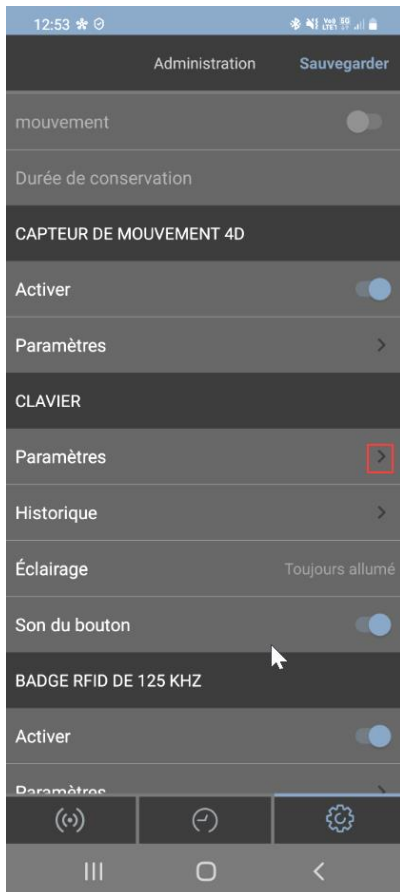 12:53
Administration Sauvegarder
mouvement
Durée de conservation
CAPTEUR DE MOUVEMENT 4D
Activer
Paramètres
CLAVIER
Paramètres
Historique
Éclairage Toujours allumé
Son du bouton
BADGE RFID DE 125 KHZ
Activer
Paramètres